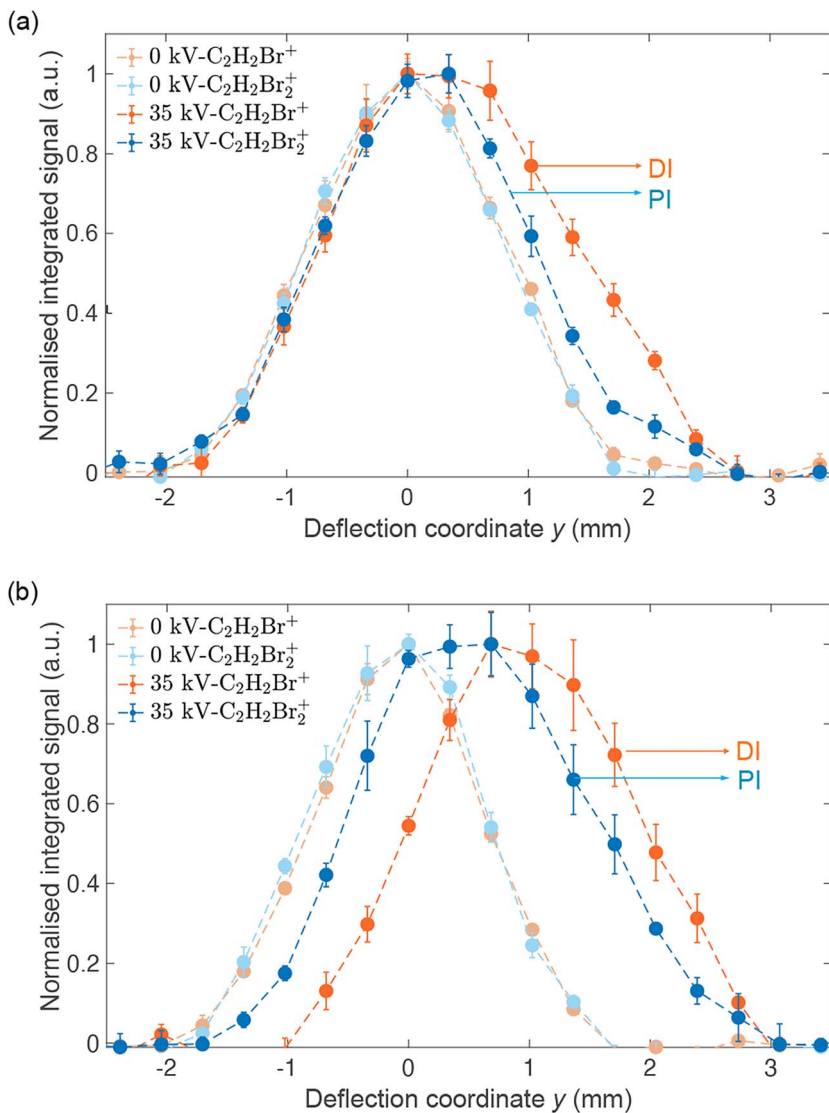 (a)
0 kV-C₂H₂Br⁺
0 kV-C₂H₂Br₂⁺
35 kV-C₂H₂Br⁺
35 kV-C₂H₂Br₂⁺
DI
PI
Normalised integrated signal (a.u.)
1
0.8
0.6
0.4
0.2
0
-2 -1 0 1 2 3
Deflection coordinate y (mm)
(b)
0 kV-C₂H₂Br⁺
0 kV-C₂H₂Br₂⁺
35 kV-C₂H₂Br⁺
35 kV-C₂H₂Br₂⁺
DI
PI
Normalised integrated signal (a.u.)
1
0.8
0.6
0.4
0.2
0
-2 -1 0 1 2 3
Deflection coordinate y (mm)